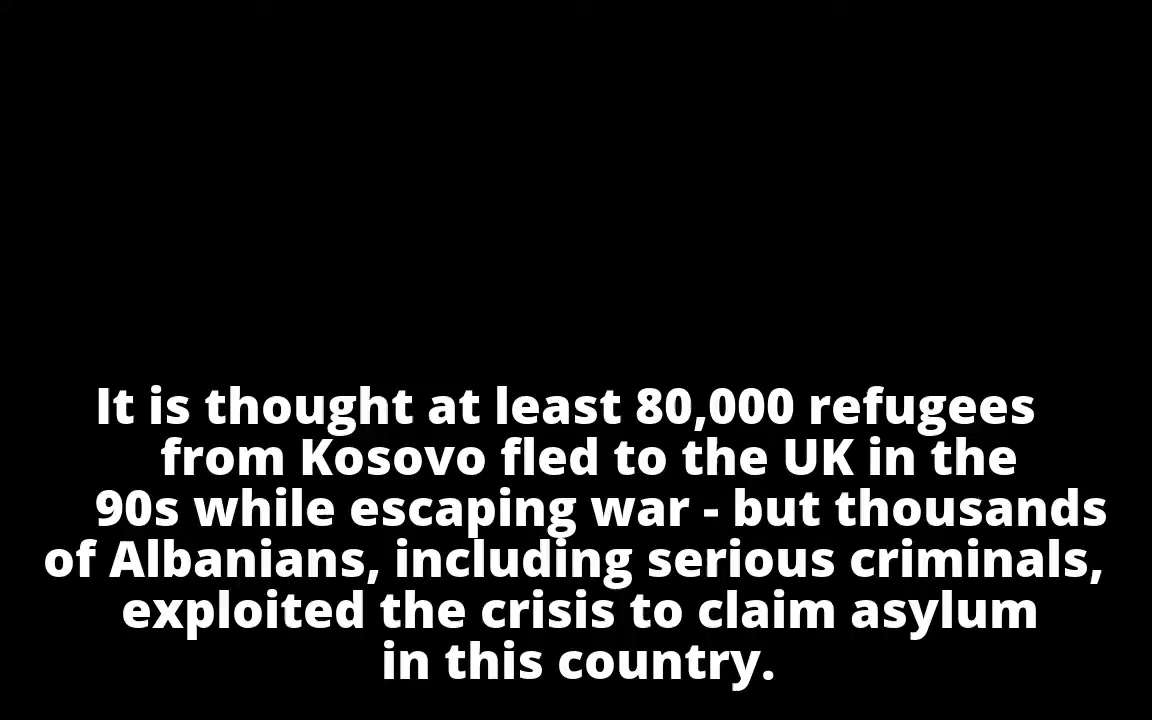 It is thought at least 80,000 refugees
from Kosovo fled to the UK in the
90s while escaping war - but thousands
of Albanians, including serious criminals,
exploited the crisis to claim asylum
in this country.